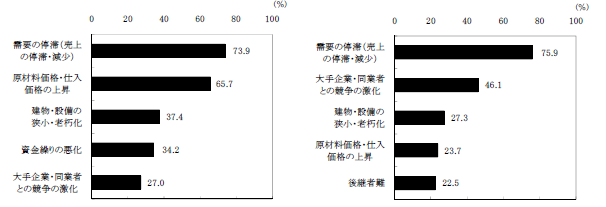 (%)
0
20
40
60
80
100
需要の停滞(売上
の停滞・減少)
73.9
原材料価格・仕入
価格の上昇
65.7
建物・設備の
狭小・老朽化
37.4
資金繰りの悪化
34.2
大手企業・同業者
との競争の激化
27.0
(%)
0
20
40
60
80
100
需要の停滞(売上
の停滞・減少)
75.9
大手企業・同業者
との競争の激化
46.1
建物・設備の
狭小・老朽化
27.3
原材料価格・仕入
価格の上昇
23.7
後継者難
22.5